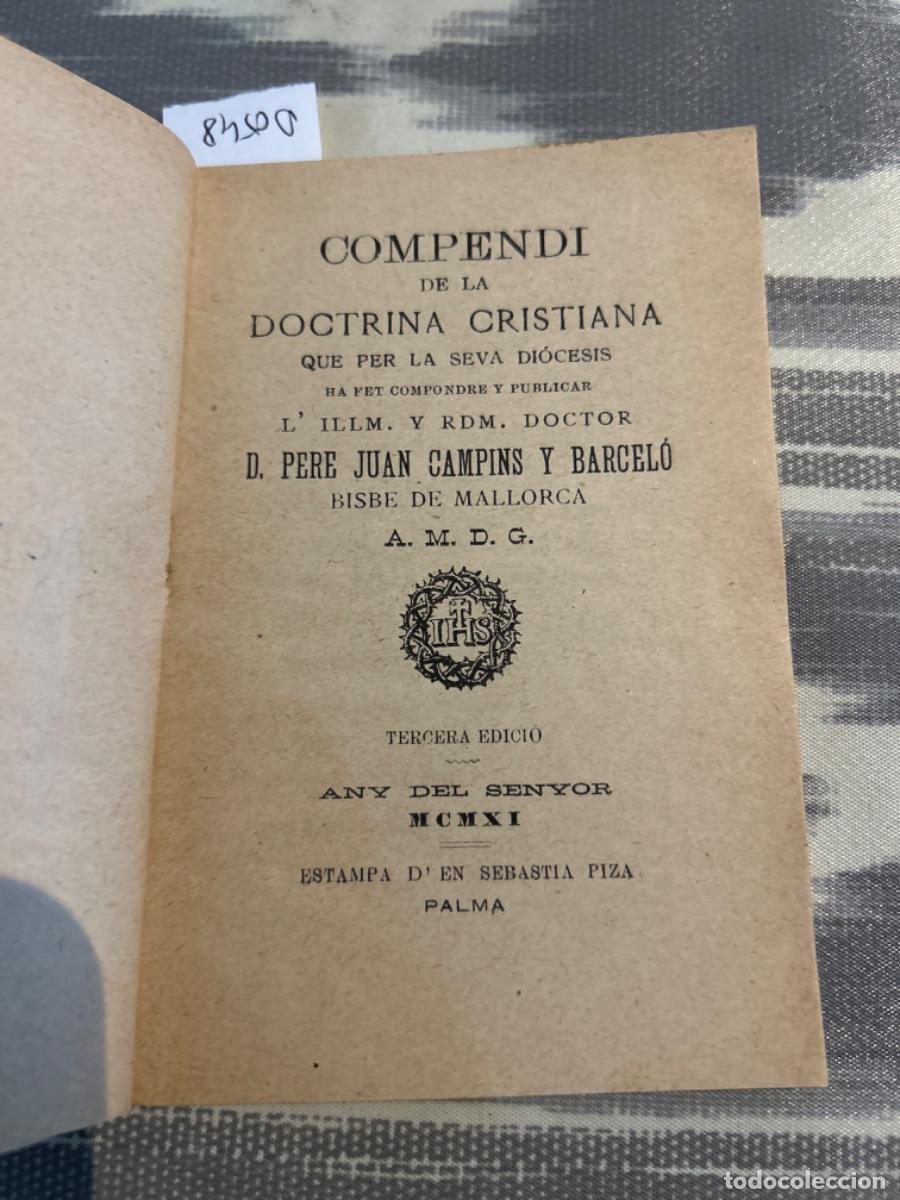 D0548
COMPENDI
DE LA
DOCTRINA CRISTIANA
QUE PER LA SEVA DIÓCESIS
HA FET COMPONDRE Y PUBLICAR
L' ILLM. Y RDM. DOCTOR
D. PERE JUAN CAMPINS Y BARCELÓ
BISBE DE MALLORCA
A. M. D. G.
IHS
TERCERA EDICIÓ
ANY DEL SENYOR
MCMXI
ESTAMPA D' EN SEBASTIA PIZA
PALMA
todocoleccion